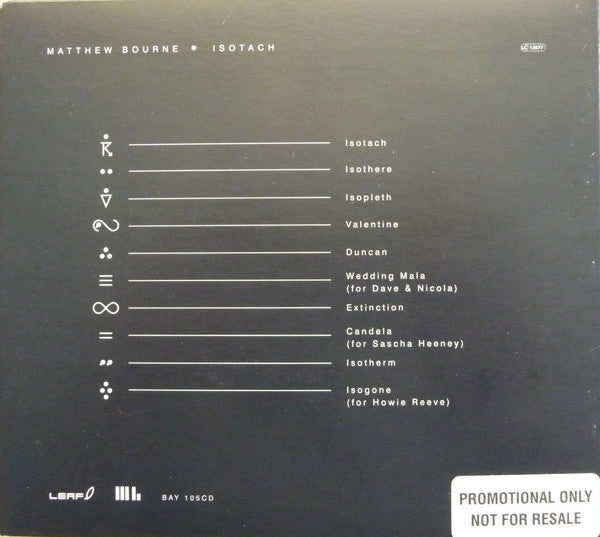 MATTHEW BOURNE • ISOTACH
LC 12977
Isotach
Isothere
Isopleth
Valentine
Duncan
Wedding Mala
(for Dave & Nicola)
Extinction
Candela
(for Sascha Heeney)
Isotherm
Isogone
(for Howie Reeve)
LEAF
BAY 105CD
PROMOTIONAL ONLY
NOT FOR RESALE